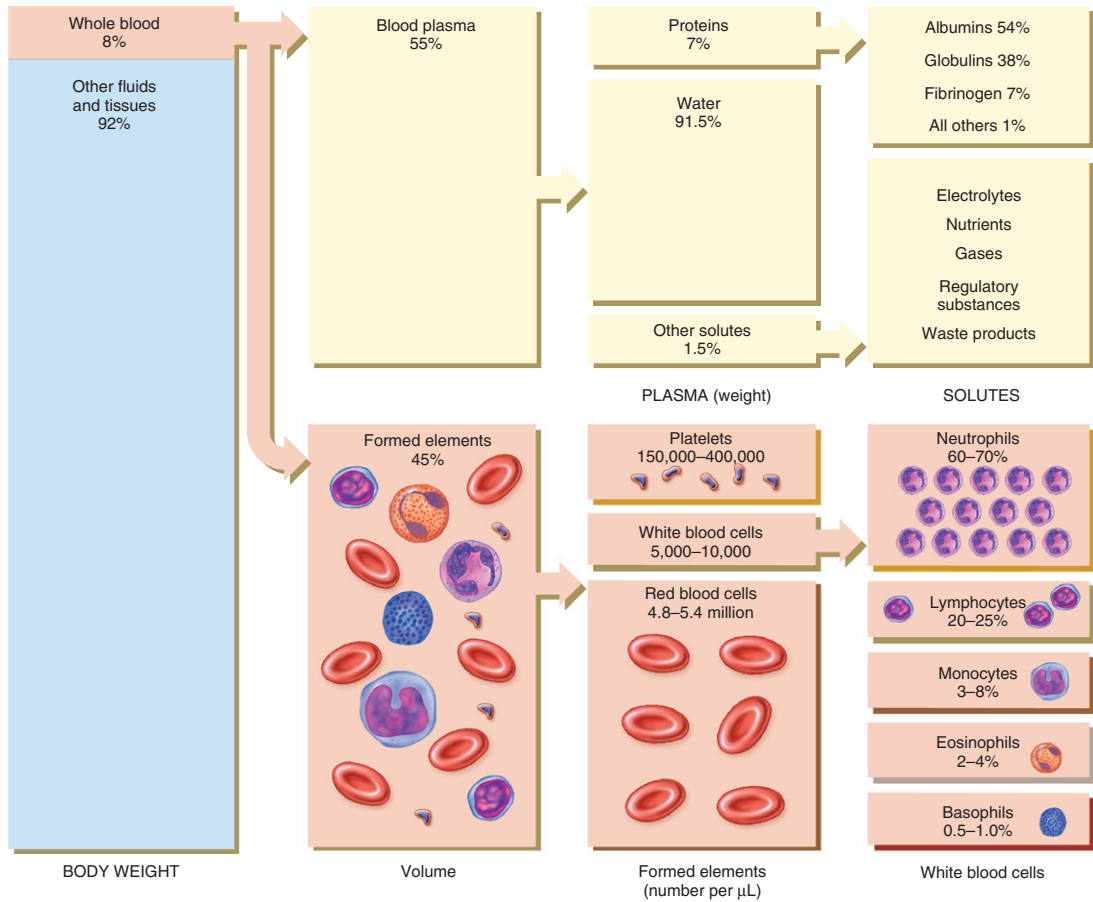 Whole blood
8%
Other fluids
and tissues
92%
BODY WEIGHT
Blood plasma
55%
Formed elements
45%
Volume
Proteins
7%
Water
91.5%
Other solutes
1.5%
PLASMA (weight)
Platelets
150,000–400,000
White blood cells
5,000–10,000
Red blood cells
4.8–5.4 million
Formed elements
(number per μL)
Albumins 54%
Globulins 38%
Fibrinogen 7%
All others 1%
Electrolytes
Nutrients
Gases
Regulatory
substances
Waste products
SOLUTES
Neutrophils
60–70%
Lymphocytes
20–25%
Monocytes
3–8%
Eosinophils
2–4%
Basophils
0.5–1.0%
White blood cells